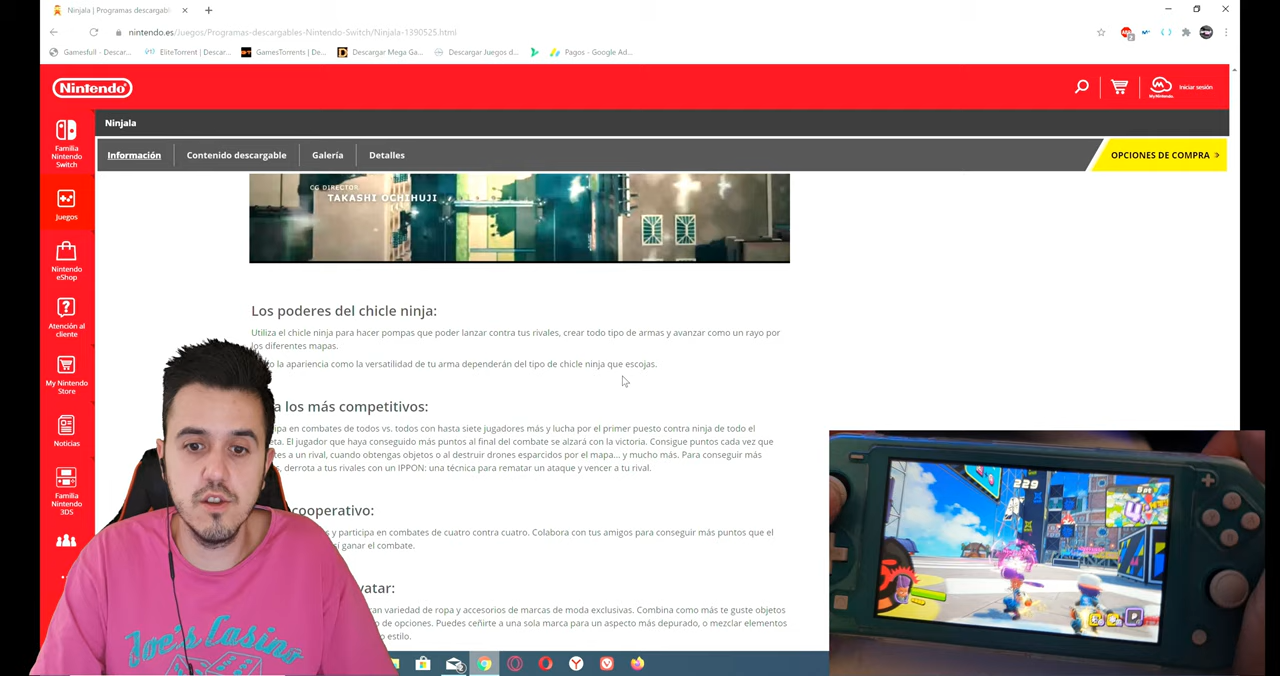 Ninjala | Programas descargabl
nintendo.es/Juegos/Programas-descargables-Nintendo-Switch/Ninjala-1390525.html
Gamesfull - Descar... EliteTorrent | Descar... GamesTorrents | De... Descargar Mega Ga... Descargar Juegos d... Pagos - Google Ad...
Nintendo
Iniciar sesión
Ninjala
Familia
Nintendo
Switch
Información Contenido descargable Galería Detalles
OPCIONES DE COMPRA
Juegos
Nintendo
eShop
Atención al
cliente
My Nintendo
Store
Noticias
Familia
Nintendo
3DS
CG DIRECTOR
TAKASHI OCHIHUJI
Los poderes del chicle ninja:
Utiliza el chicle ninja para hacer pompas que poder lanzar contra tus rivales, crear todo tipo de armas y avanzar como un rayo por
los diferentes mapas.
la apariencia como la versatilidad de tu arma dependerán del tipo de chicle ninja que escojas.
los más competitivos:
en combates de todos vs. todos con hasta siete jugadores más y lucha por el primer puesto contra ninja de todo el
El jugador que haya conseguido más puntos al final del combate se alzará con la victoria. Consigue puntos cada vez que
a un rival, cuando obtengas objetos o al destruir drones esparcidos por el mapa... y mucho más. Para conseguir más
derrota a tus rivales con un IPPON: una técnica para rematar un ataque y vencer a tu rival.
cooperativo:
y participa en combates de cuatro contra cuatro. Colabora con tus amigos para conseguir más puntos que el
ganar el combate.
variedad de ropa y accesorios de marcas de moda exclusivas. Combina como más te guste objetos
de opciones. Puedes ceñirte a una sola marca para un aspecto más depurado, o mezclar elementos
estilo.
229
Joe's Casino